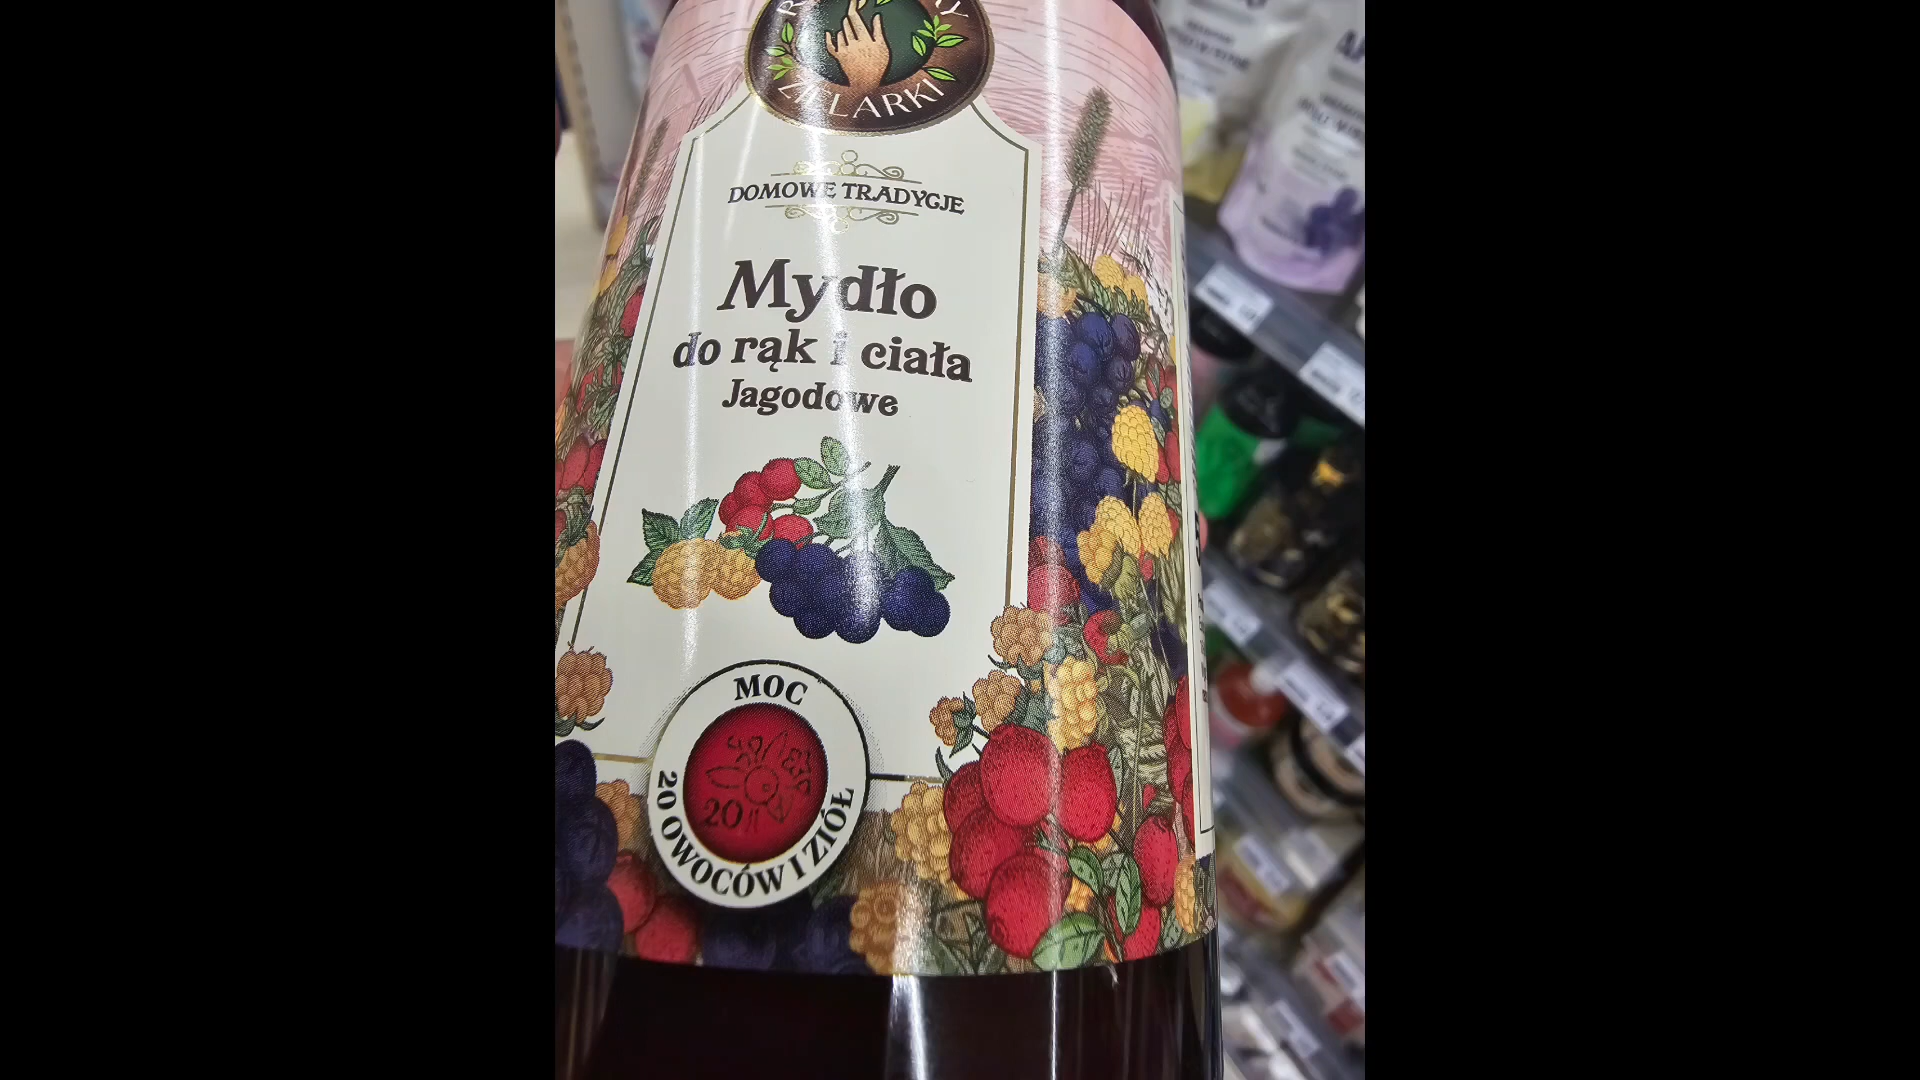 ZIELARKI
DOMOWE TRADYCJE
Mydło
do rąk i ciała
Jagodowe
MOC
20
20 OWOCÓW I ZIÓŁ